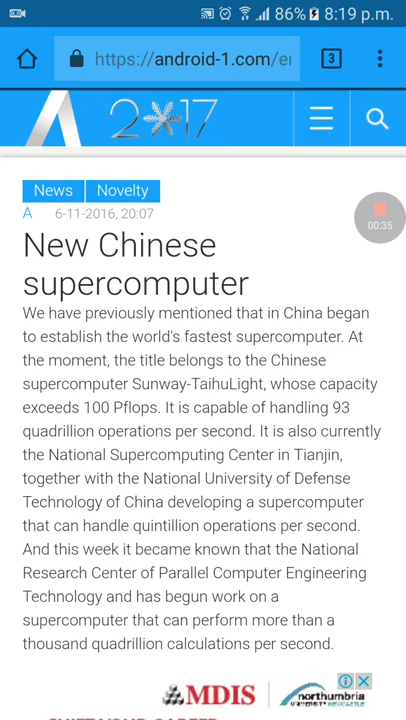 86% 8:19 p.m.
https://android-1.com/e
3
2017
News Novelty
A 6-11-2016, 20:07
00:35
New Chinese
supercomputer
We have previously mentioned that in China began
to establish the world's fastest supercomputer. At
the moment, the title belongs to the Chinese
supercomputer Sunway-TaihuLight, whose capacity
exceeds 100 Pflops. It is capable of handling 93
quadrillion operations per second. It is also currently
the National Supercomputing Center in Tianjin,
together with the National University of Defense
Technology of China developing a supercomputer
that can handle quintillion operations per second.
And this week it became known that the National
Research Center of Parallel Computer Engineering
Technology and has begun work on a
supercomputer that can perform more than a
thousand quadrillion calculations per second.
MDIS northumbria
UNIVERSITY NEWCASTLE